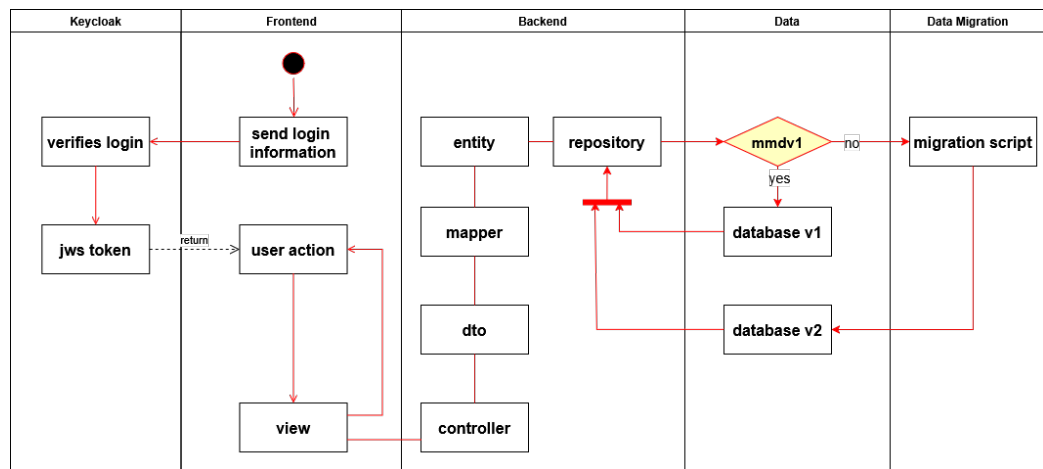 Keycloak
Frontend
Backend
Data
Data Migration
verifies login
send login
information
entity
repository
mmdv1
no
migration script
yes
jws token
return
user action
mapper
database v1
dto
database v2
view
controller